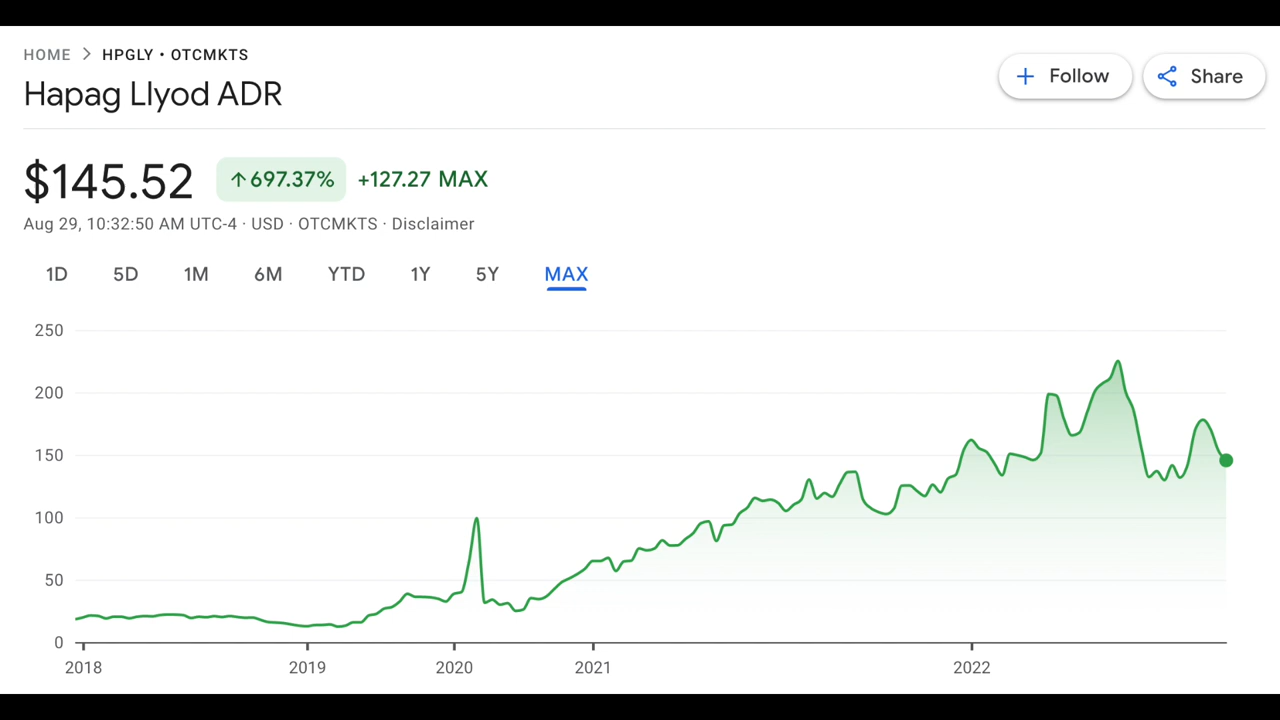 HOME > HPGLY • OTCMKTS
Hapag Llyod ADR
+ Follow
Share
$145.52 ↑697.37% +127.27 MAX
Aug 29, 10:32:50 AM UTC-4 · USD · OTCMKTS · Disclaimer
1D 5D 1M 6M YTD 1Y 5Y MAX
250
200
150
100
50
0
2018 2019 2020 2021 2022